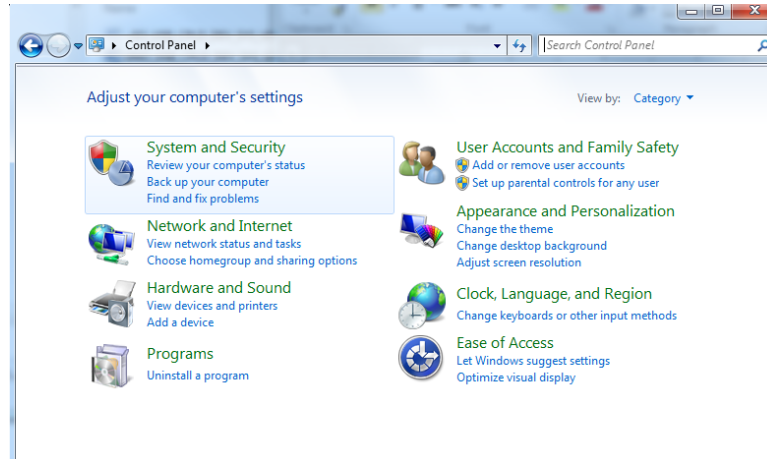 Control Panel
Search Control Panel
Adjust your computer's settings
View by: Category
System and Security
Review your computer's status
Back up your computer
Find and fix problems
Network and Internet
View network status and tasks
Choose homegroup and sharing options
Hardware and Sound
View devices and printers
Add a device
Programs
Uninstall a program
User Accounts and Family Safety
Add or remove user accounts
Set up parental controls for any user
Appearance and Personalization
Change the theme
Change desktop background
Adjust screen resolution
Clock, Language, and Region
Change keyboards or other input methods
Ease of Access
Let Windows suggest settings
Optimize visual display